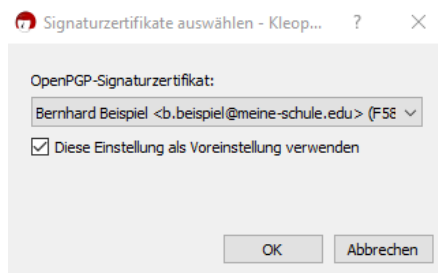 Signaturzertifikate auswählen - Kleop...
OpenPGP-Signaturzertifikat:
Bernhard Beispiel <b.beispiel@meine-schule.edu> (F58
Diese Einstellung als Voreinstellung verwenden
OK Abbrechen